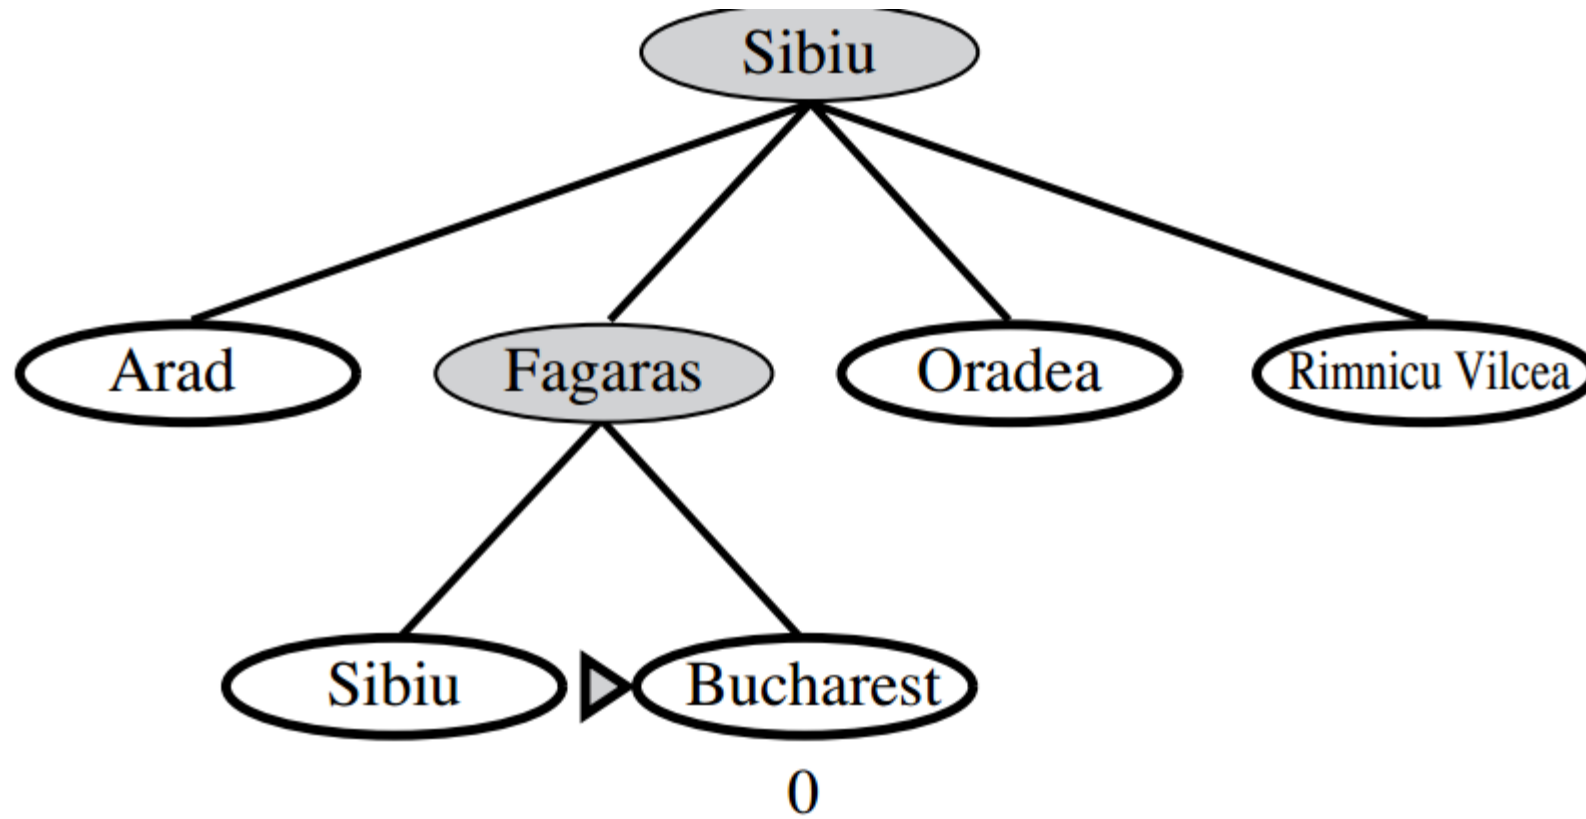 Sibiu
Arad
Fagaras
Oradea
Rimnicu Vilcea
Sibiu
Bucharest
0